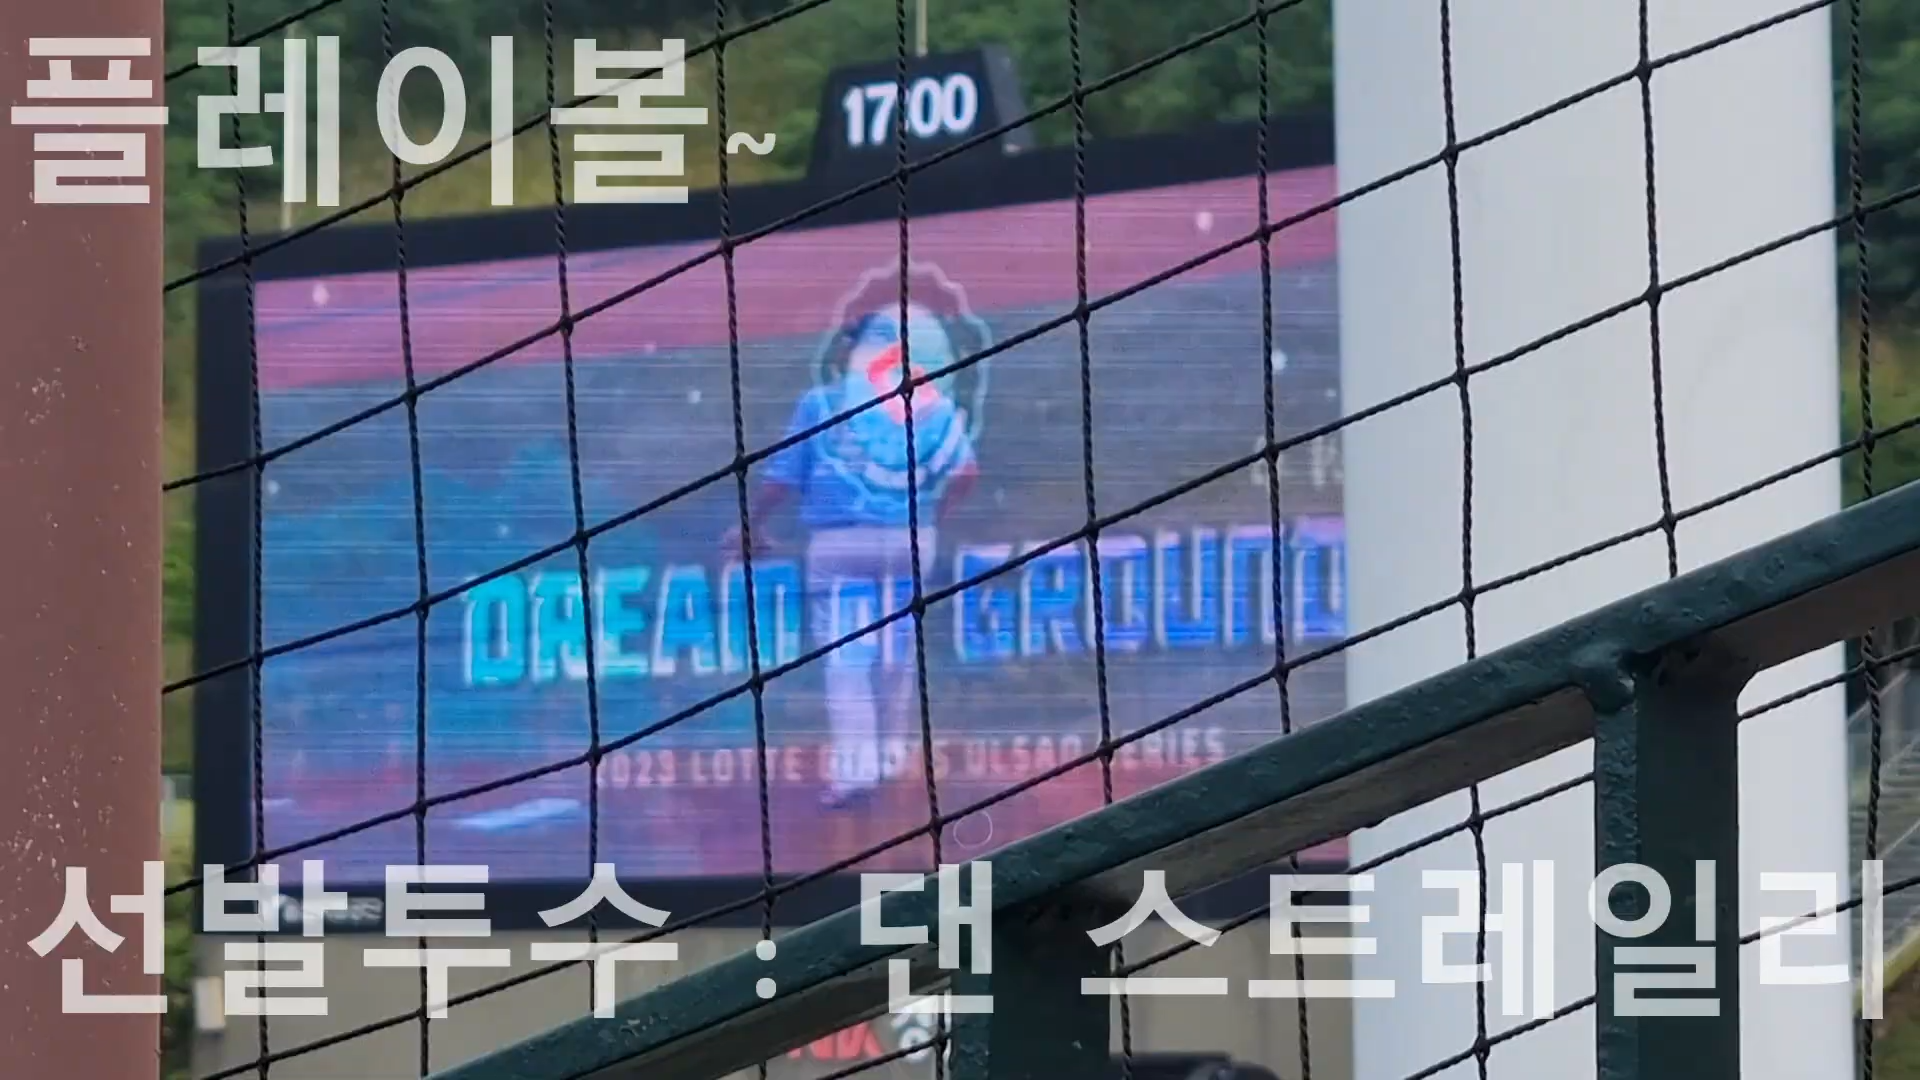 플레이볼~
17:00
DREAM OF GROUND
2023 LOTTE GIANTS ULSAN SERIES
선발투수 : 댄 스트레일리